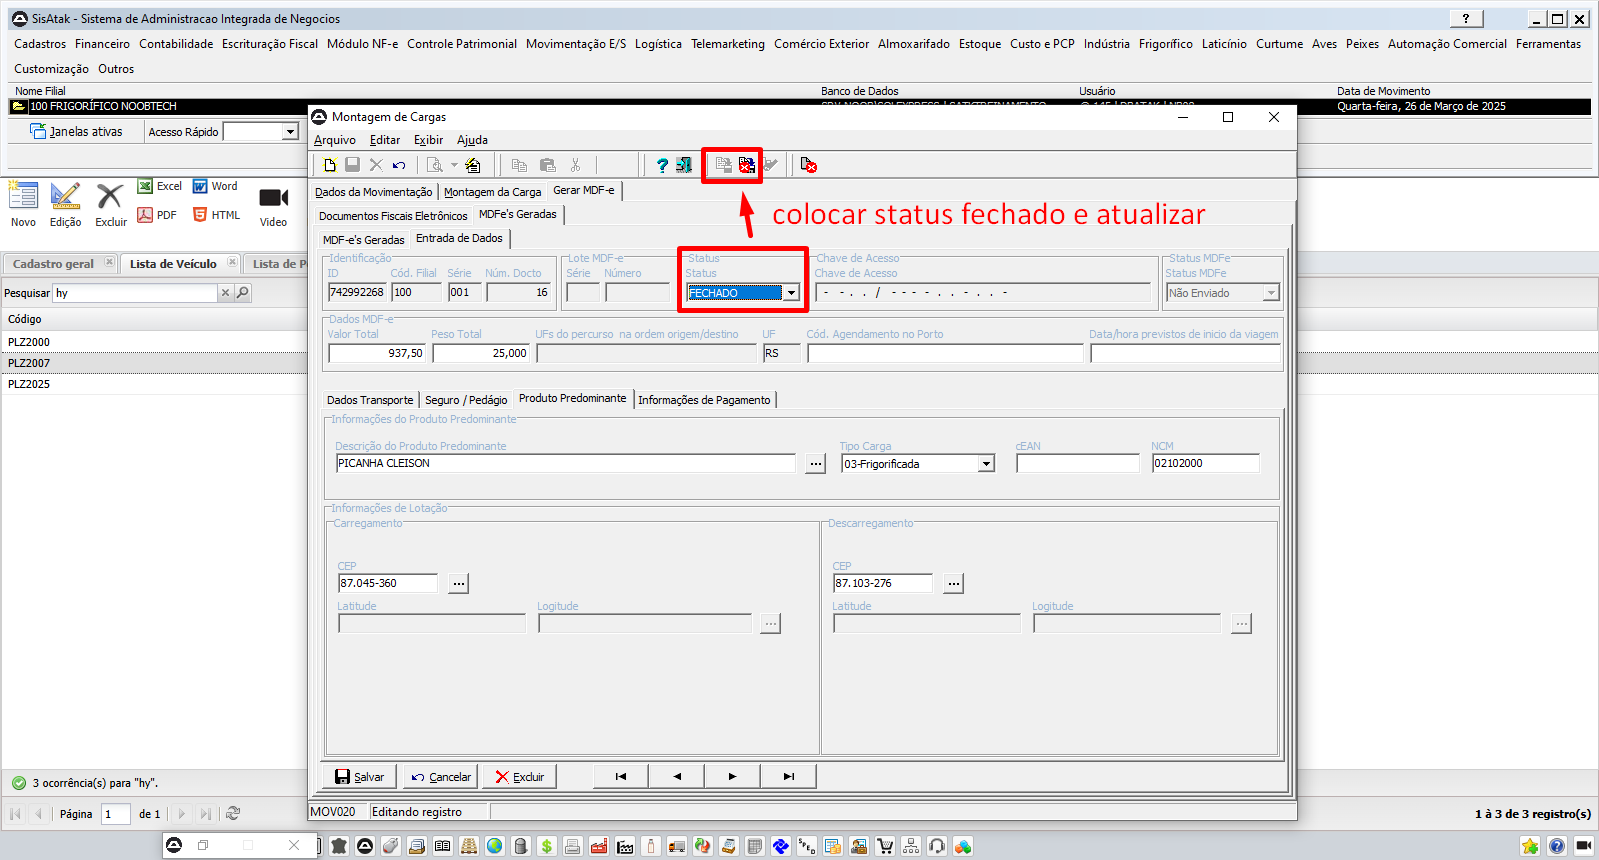 SisAtak - Sistema de Administracao Integrada de Negocios
?
Cadastros Financeiro Contabilidade Escrituração Fiscal Módulo NF-e Controle Patrimonial Movimentação E/S Logística Telemarketing Comércio Exterior Almoxarifado Estoque Custo e PCP Indústria Frigorífico Laticínio Curtume Aves Peixes Automação Comercial Ferramentas
Customização Outros
Nome Filial Banco de Dados Usuário Data de Movimento
100 FRIGORÍFICO NOOBTECH Quarta-feira, 26 de Março de 2025
Janelas ativas Acesso Rápido
Montagem de Cargas
Arquivo Editar Exibir Ajuda
Novo Edição Excluir Excel Word PDF HTML Video
Dados da Movimentação Montagem da Carga Gerar MDF-e
Documentos Fiscais Eletrônicos MDFe's Geradas
colocar status fechado e atualizar
MDF-e's Geradas Entrada de Dados
Cadastro geral Lista de Veículo Lista de P
Pesquisar hy
Código
PLZ2000
PLZ2007
PLZ2025
Identificação Lote MDF-e Status Chave de Acesso Status MDFe
ID Cód. Filial Série Núm. Docto Série Número Status Chave de Acesso Status MDFe
742992268 100 001 16 FECHADO - - . . / - - - - . . - . . - Não Enviado
Dados MDF-e
Valor Total Peso Total UFs do percurso na ordem origem/destino UF Cód. Agendamento no Porto Data/hora previstos de inicio da viagem
937,50 25,000 RS
Dados Transporte Seguro / Pedágio Produto Predominante Informações de Pagamento
Informações do Produto Predominante
Descrição do Produto Predominante Tipo Carga cEAN NCM
PICANHA CLEISON ... 03-Frigorificada 02102000
Informações de Lotação
Carregamento Descarregamento
CEP CEP
87.045-360 ... 87.103-276 ...
Latitude Logitude Latitude Logitude
... ...
Salvar Cancelar Excluir
MOV020 Editando registro
3 ocorrência(s) para "hy".
Página 1 de 1
1 à 3 de 3 registro(s)